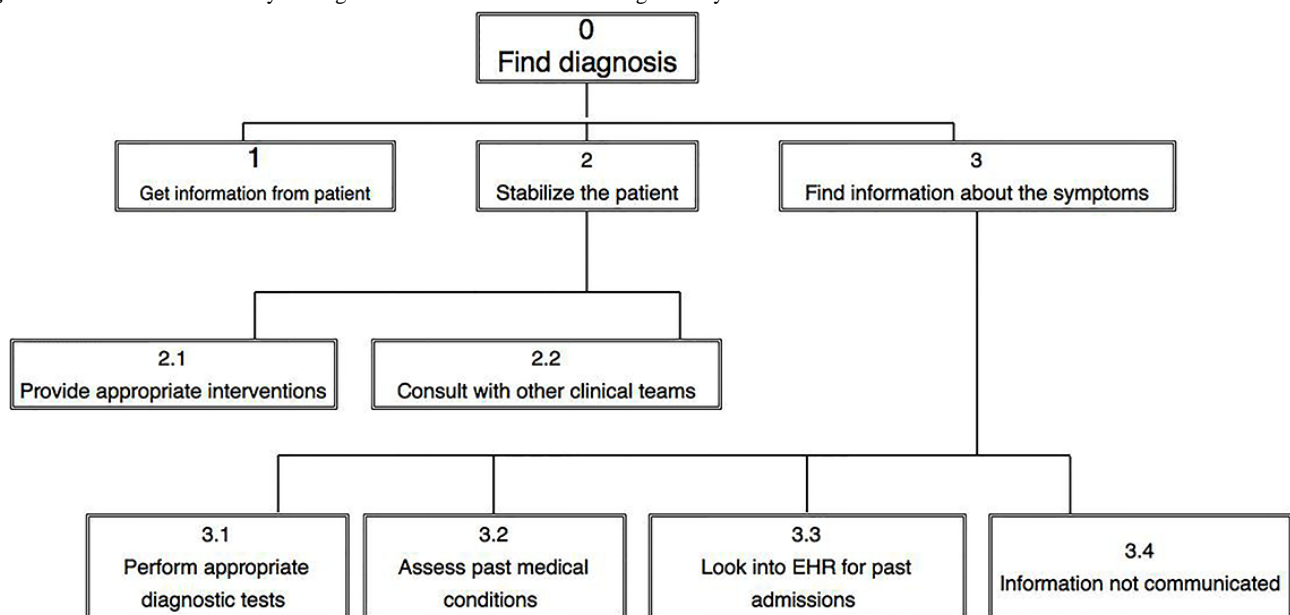 0
Find diagnosis
1
Get information from patient
2
Stabilize the patient
3
Find information about the symptoms
2.1
Provide appropriate interventions
2.2
Consult with other clinical teams
3.1
Perform appropriate
diagnostic tests
3.2
Assess past medical
conditions
3.3
Look into EHR for past
admissions
3.4
Information not communicated